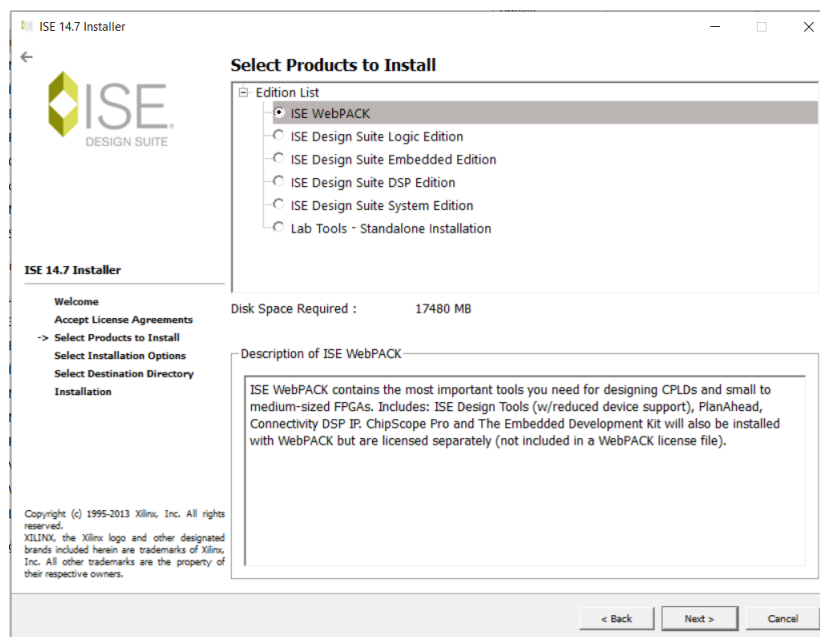 ISE 14.7 Installer
ISE.
DESIGN SUITE
Select Products to Install
Edition List
ISE WebPACK
ISE Design Suite Logic Edition
ISE Design Suite Embedded Edition
ISE Design Suite DSP Edition
ISE Design Suite System Edition
Lab Tools - Standalone Installation
ISE 14.7 Installer
Welcome
Accept License Agreements
-> Select Products to Install
Select Installation Options
Select Destination Directory
Installation
Disk Space Required : 17480 MB
Description of ISE WebPACK
ISE WebPACK contains the most important tools you need for designing CPLDs and small to
medium-sized FPGAs. Includes: ISE Design Tools (w/reduced device support), PlanAhead,
Connectivity DSP IP. ChipScope Pro and The Embedded Development Kit will also be installed
with WebPACK but are licensed separately (not included in a WebPACK license file).
Copyright (c) 1995-2013 Xilinx, Inc. All rights
reserved.
XILINX, the Xilinx logo and other designated
brands included herein are trademarks of Xilinx,
Inc. All other trademarks are the property of
their respective owners.
< Back
Next >
Cancel